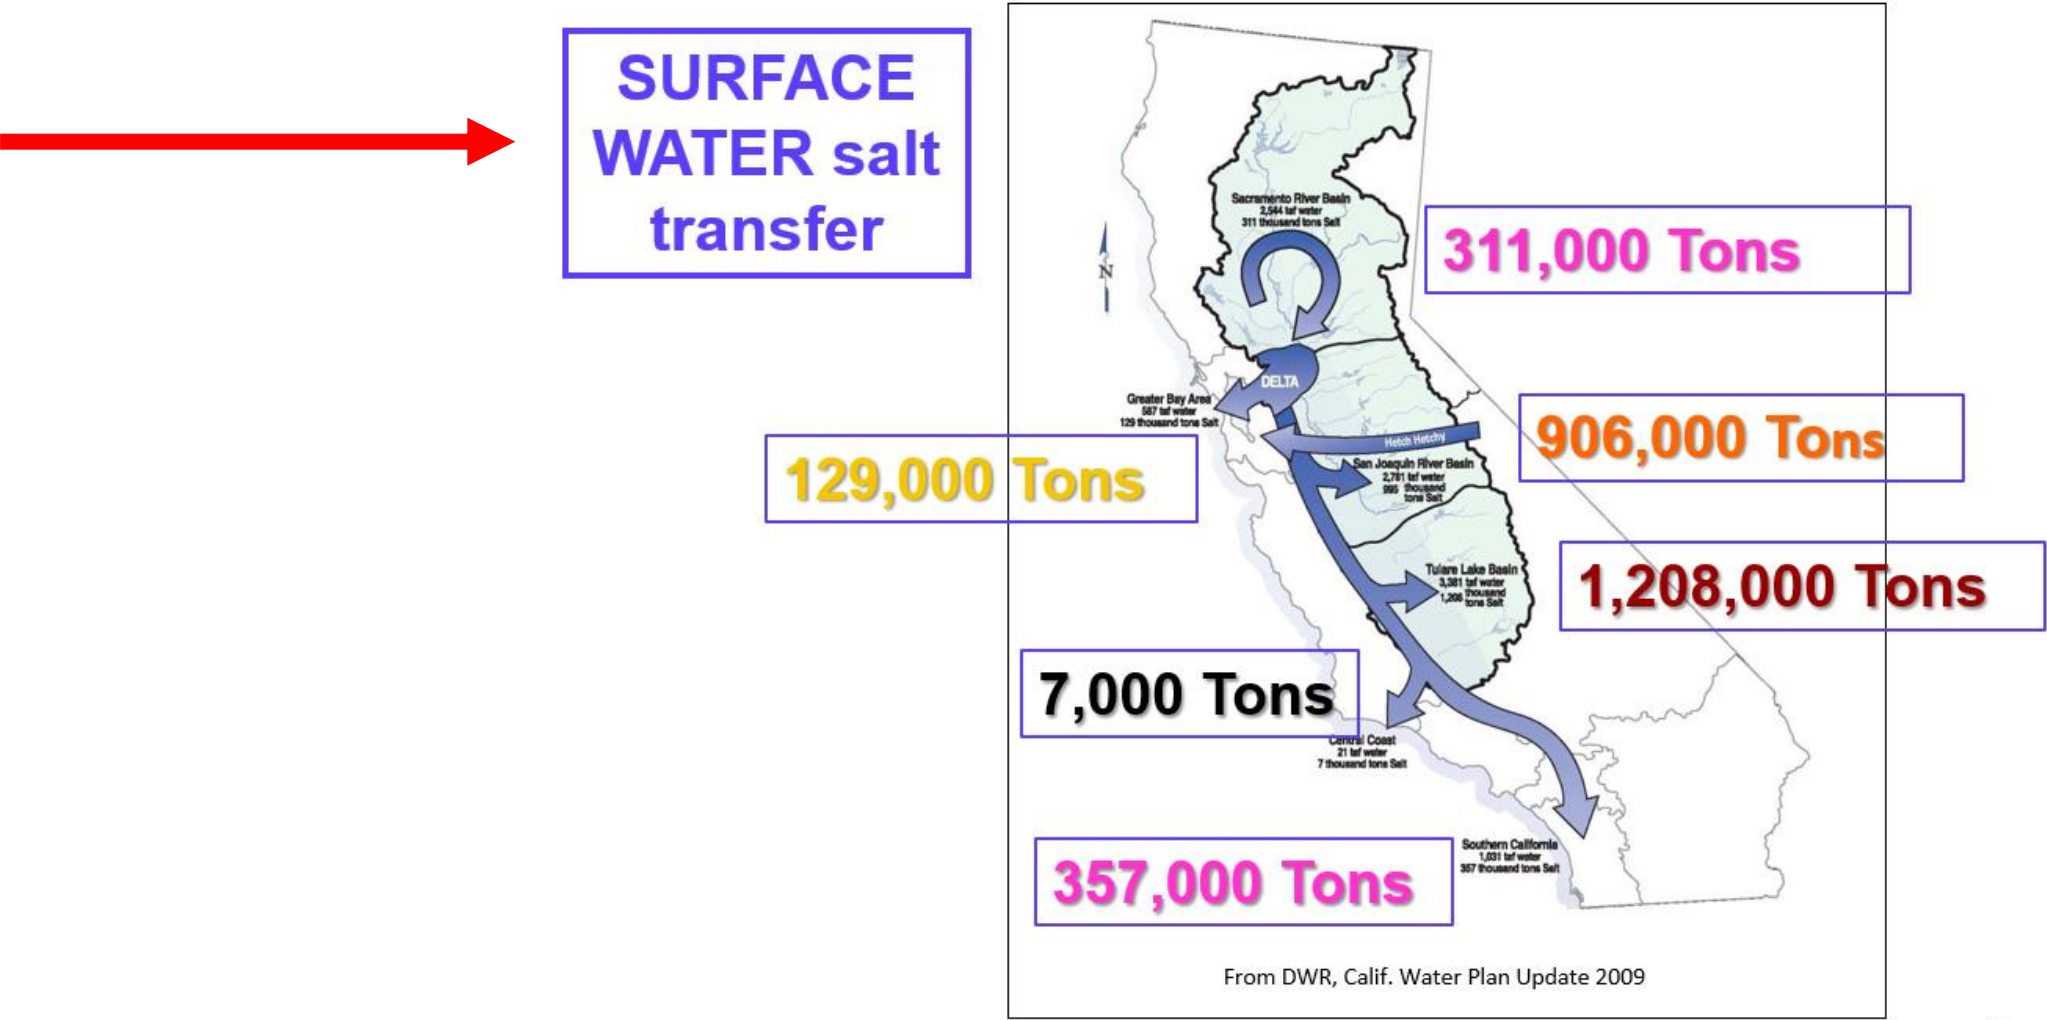 SURFACE
WATER salt
transfer
Sacramento River Basin
2,544 taf water
311 thousand tons Salt
311,000 Tons
N
DELTA
Greater Bay Area
587 taf water
129 thousand tons Salt
129,000 Tons
906,000 Tons
Hetch Hetchy
San Joaquin River Basin
2,781 taf water
995 thousand
tons Salt
Tulare Lake Basin
3,381 taf water
1,208 thousand
tons Salt
1,208,000 Tons
7,000 Tons
Central Coast
21 taf water
7 thousand tons Salt
Southern California
1,031 taf water
357 thousand tons Salt
357,000 Tons
From DWR, Calif. Water Plan Update 2009